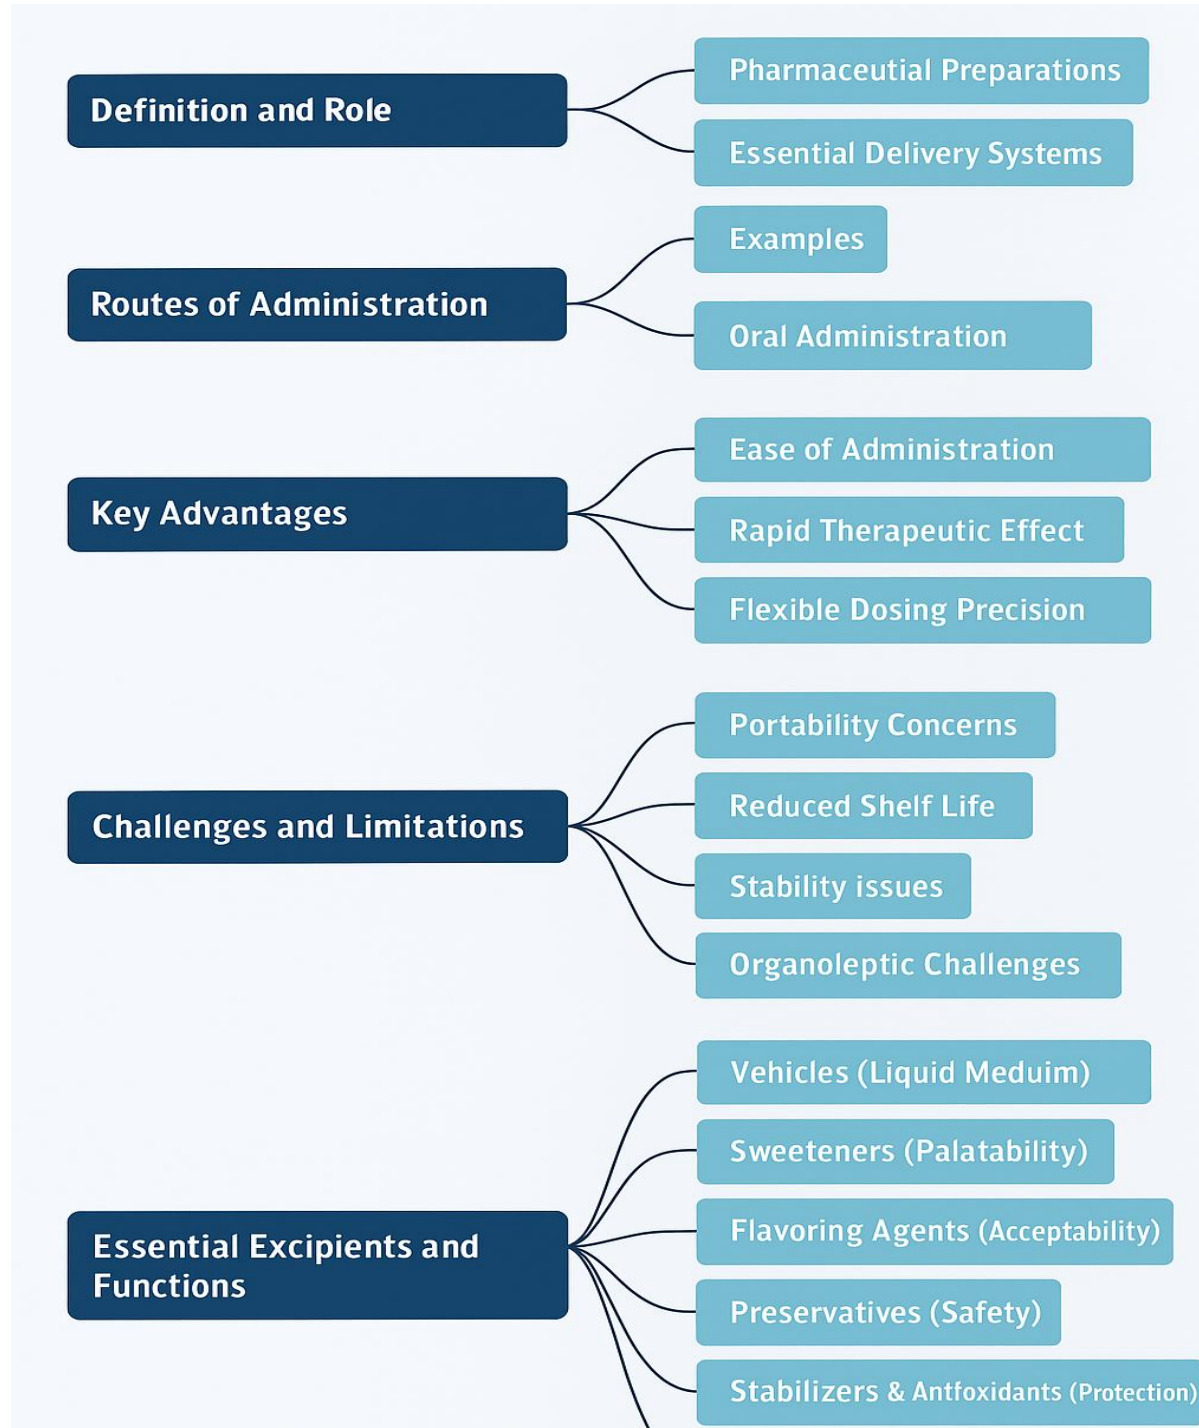 Definition and Role
Pharmaceutial Preparations
Essential Delivery Systems
Routes of Administration
Examples
Oral Administration
Key Advantages
Ease of Administration
Rapid Therapeutic Effect
Flexible Dosing Precision
Challenges and Limitations
Portability Concerns
Reduced Shelf Life
Stability issues
Organoleptic Challenges
Essential Excipients and
Functions
Vehicles (Liquid Meduim)
Sweeteners (Palatability)
Flavoring Agents (Acceptability)
Preservatives (Safety)
Stabilizers & Antfoxidants (Protection)